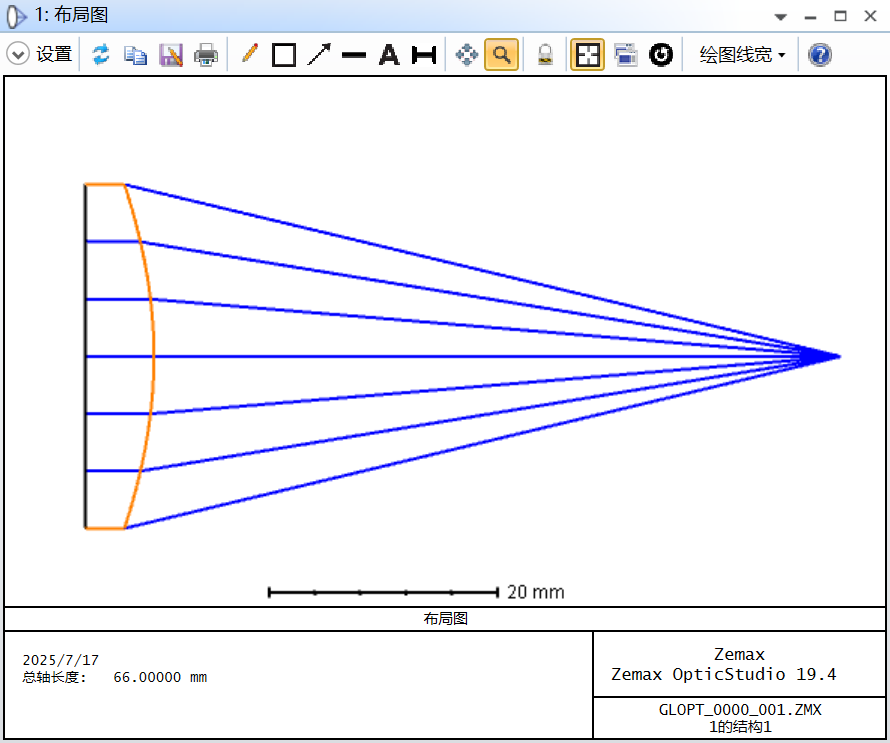 1: 布局图
设置
绘图线宽
20 mm
布局图
2025/7/17
总轴长度: 66.00000 mm
Zemax
Zemax OpticStudio 19.4
GLOPT_0000_001.ZMX
1的结构1